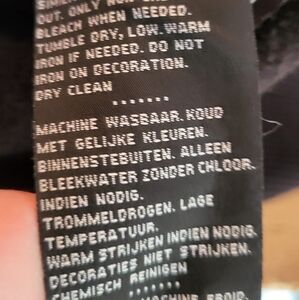 OUT. ONLY NON
BLEACH WHEN NEEDED.
TUMBLE DRY, LOW. WARM
IRON IF NEEDED. DO NOT
IRON ON DECORATION.
DRY CLEAN
.......
MACHINE WASBAAR. KOUD
MET GELIJKE KLEUREN.
BINNENSTEBUITEN. ALLEEN
BLEEKWATER ZONDER CHLOOR.
INDIEN NODIG.
TROMMELDROGEN. LAGE
TEMPERATUUR.
WARM STRIJKEN INDIEN NODIG.
DECORATIES NIET STRIJKEN.
CHEMISCH REINIGEN
.......
MACHINE. FROID.